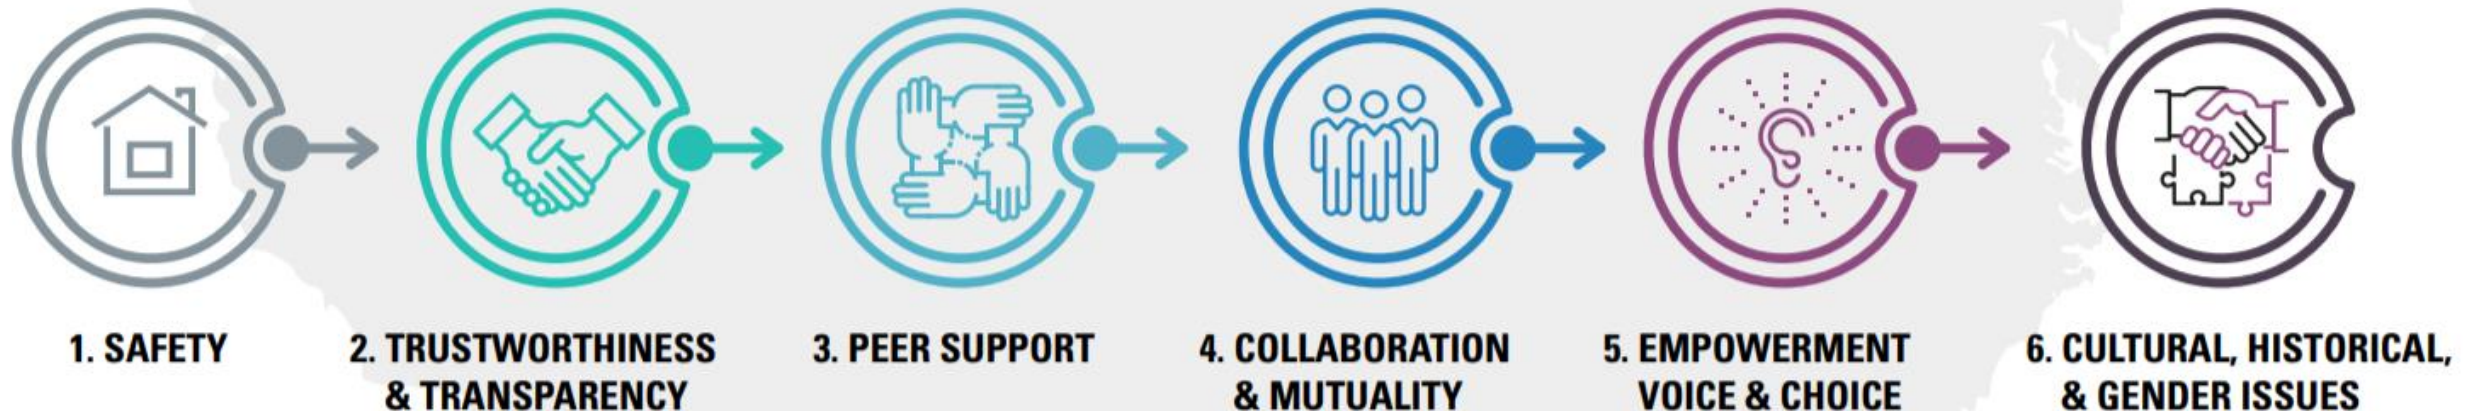 1. SAFETY
2. TRUSTWORTHINESS
& TRANSPARENCY
3. PEER SUPPORT
4. COLLABORATION
& MUTUALITY
5. EMPOWERMENT
VOICE & CHOICE
6. CULTURAL, HISTORICAL,
& GENDER ISSUES